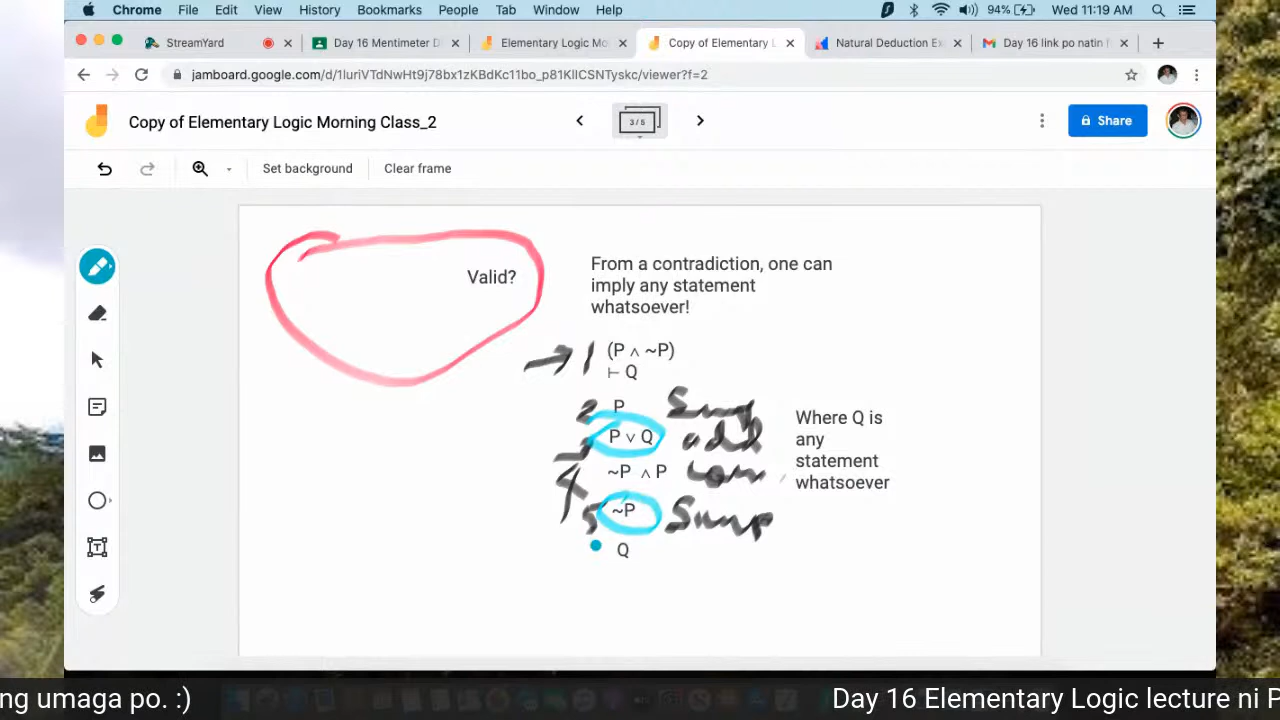 Chrome File Edit View History Bookmarks People Tab Window Help 94% Wed 11:19 AM
StreamYard Day 16 Mentimeter D Elementary Logic Mo Copy of Elementary L Natural Deduction Ex Day 16 link po natin f
jamboard.google.com/d/1luriVTdNwHt9j78bx1zKBdKc11bo_p81KlICSNTyskc/viewer?f=2
Copy of Elementary Logic Morning Class_2
3 / 5
Share
Set background Clear frame
Valid?
From a contradiction, one can
imply any statement
whatsoever!
1 (P ∧ ~P)
⊢ Q
2 P Simp
3 P ∨ Q add
4 ~P ∧ P com
5 ~P Simp
Q
Where Q is
any
statement
whatsoever
ng umaga po. :) Day 16 Elementary Logic lecture ni P